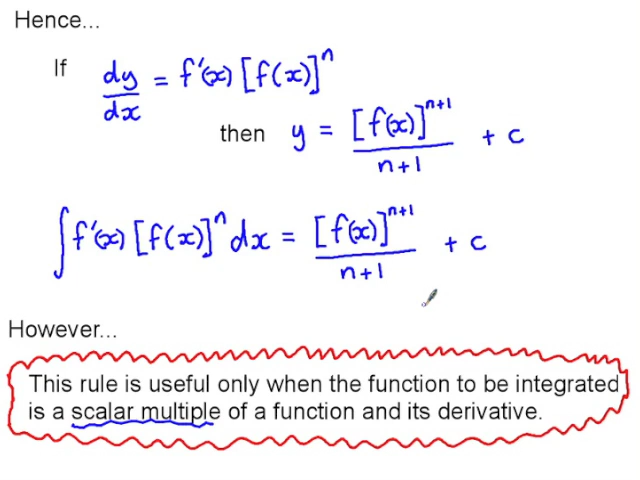 Hence...
If dy/dx = f'(x) [f(x)]^n
then y = [f(x)]^(n+1) / (n+1) + c
∫f'(x) [f(x)]^n dx = [f(x)]^(n+1) / (n+1) + c
However...
This rule is useful only when the function to be integrated
is a scalar multiple of a function and its derivative.